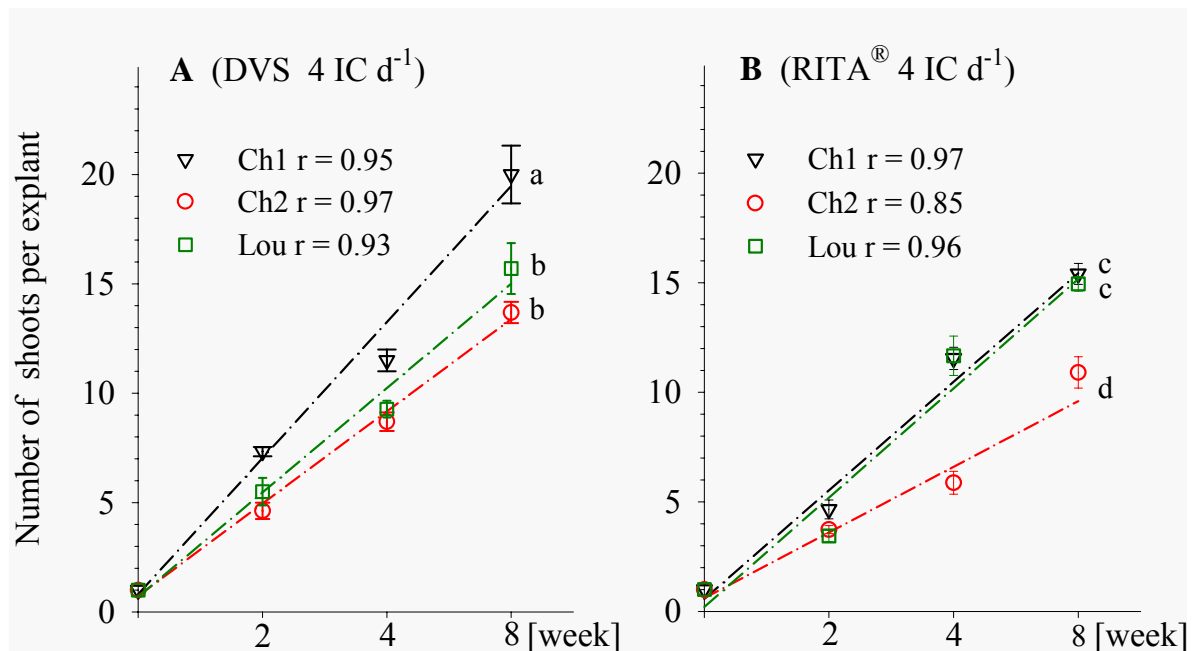 A (DVS 4 IC d⁻¹)
Ch1 r = 0.95
Ch2 r = 0.97
Lou r = 0.93
Number of shoots per explant
20
15
10
5
0
a
b
b
2 4 8 [week]
B (RITA® 4 IC d⁻¹)
Ch1 r = 0.97
Ch2 r = 0.85
Lou r = 0.96
20
15
10
5
0
c
c
d
2 4 8 [week]